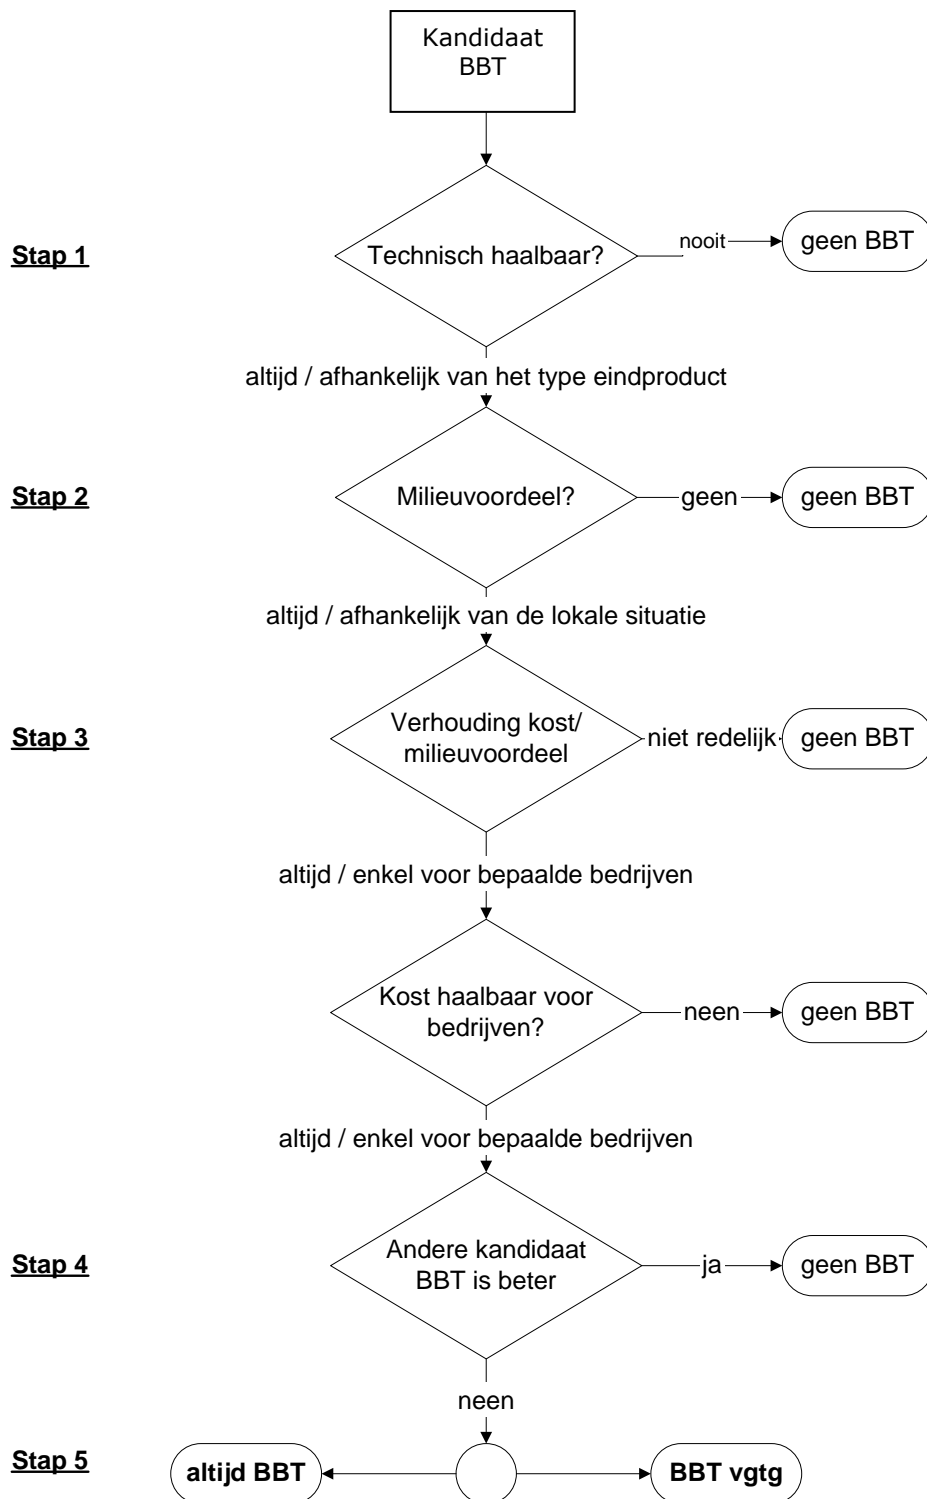 Kandidaat
BBT
Stap 1
Technisch haalbaar?
nooit
geen BBT
altijd / afhankelijk van het type eindproduct
Stap 2
Milieuvoordeel?
geen
geen BBT
altijd / afhankelijk van de lokale situatie
Stap 3
Verhouding kost/
milieuvoordeel
niet redelijk
geen BBT
altijd / enkel voor bepaalde bedrijven
Kost haalbaar voor
bedrijven?
neen
geen BBT
altijd / enkel voor bepaalde bedrijven
Stap 4
Andere kandidaat
BBT is beter
ja
geen BBT
neen
Stap 5
altijd BBT
BBT vgtg